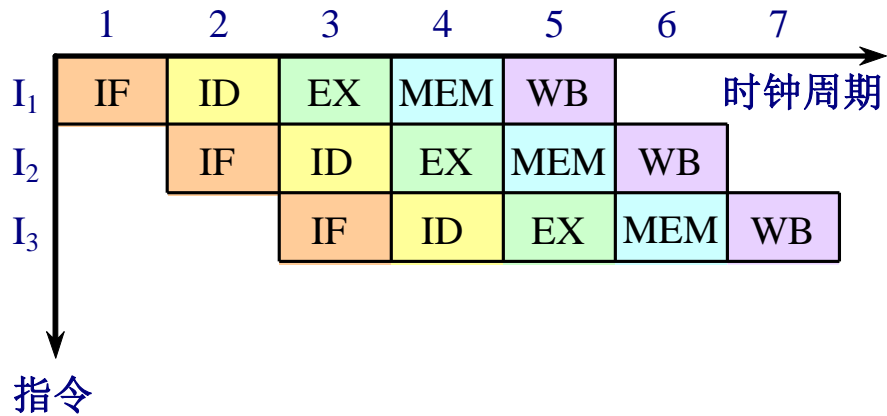 1 2 3 4 5 6 7
I₁ IF ID EX MEM WB 时钟周期
I₂ IF ID EX MEM WB
I₃ IF ID EX MEM WB
指令